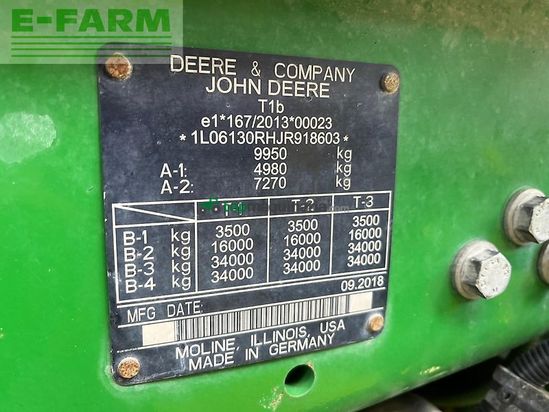 E-FARM
DEERE & COMPANY
JOHN DEERE
T1b
e1*167/2013*00023
*1L06130RHJR918603*
9950 kg
A-1: 4980 kg
A-2: 7270 kg
T-2 T-3
B-1 kg 3500 3500 3500
B-2 kg 16000 16000 16000
B-3 kg 34000 34000 34000
B-4 kg 34000 34000 34000
MFG DATE: 09.2018
MOLINE, ILLINOIS, USA
MADE IN GERMANY